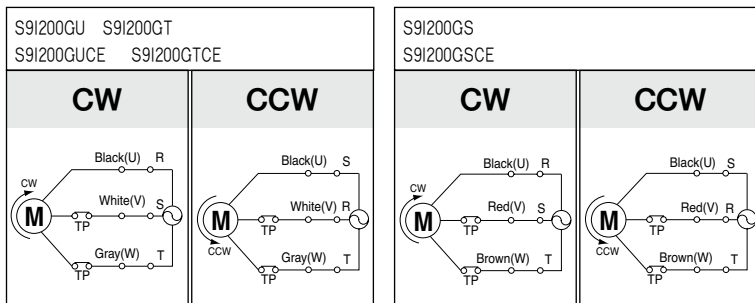 S9I200GU S9I200GT
S9I200GUCE S9I200GTCE
CW
CCW
Black(U) R
CW
White(V) S
M
TP
Gray(W) T
TP
Black(U) S
White(V) R
M
TP
CCW
Gray(W) T
TP
S9I200GS
S9I200GSCE
CW
CCW
Black(U) R
CW
Red(V) S
M
TP
Brown(W) T
TP
Black(U) S
Red(V) R
M
TP
CCW
Brown(W) T
TP